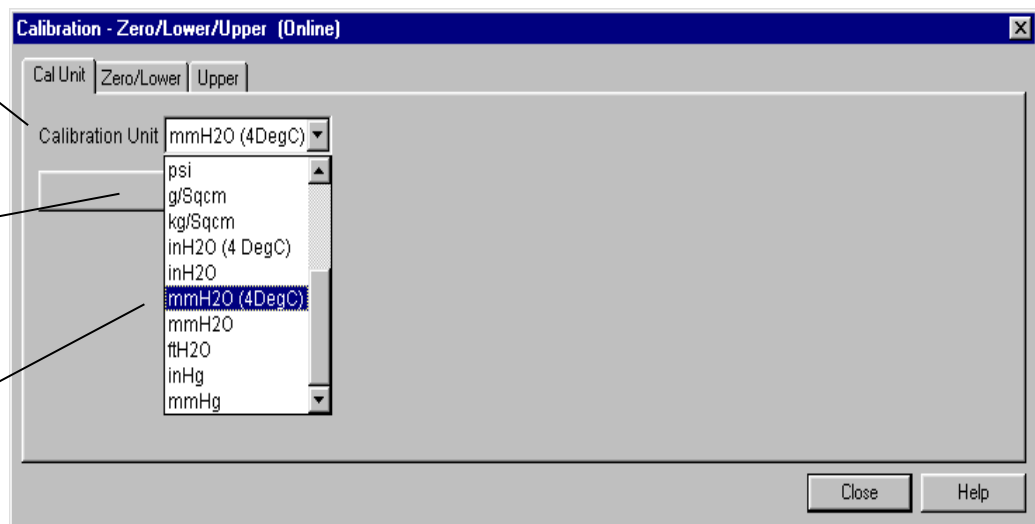 Calibration - Zero/Lower/Upper (Online)
Cal Unit
Zero/Lower
Upper
Calibration Unit
mmH2O (4DegC)
psi
g/Sqcm
kg/Sqcm
inH2O (4 DegC)
inH2O
mmH2O (4DegC)
mmH2O
ftH2O
inHg
mmHg
Close
Help